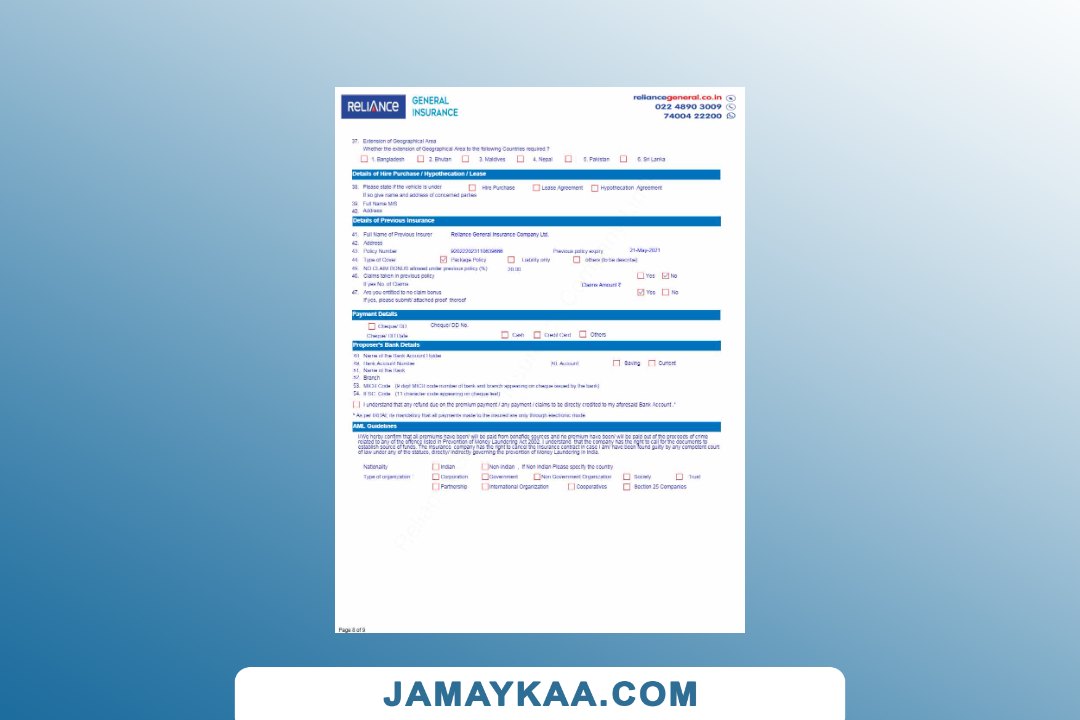 RELIANCE
GENERAL
INSURANCE
reliancegeneral.co.in
022 4890 3009
74004 22200
37. Extension of Geographical Area
Whether the extension of Geographical Area to the following Countries required ?
1. Bangladesh 2. Bhutan 3. Maldives 4. Nepal 5. Pakistan 6. Sri Lanka
Details of Hire Purchase / Hypothecation / Lease
38. Please state if the vehicle is under Hire Purchase Lease Agreement Hypothecation Agreement
If so give name and address of concerned parties
39. Full Name M/S
40. Address
Details of Previous Insurance
41. Full Name of Previous Insurer Reliance General Insurance Company Ltd.
42. Address
43. Policy Number Previous policy expiry 21-May-2021
44. Type of Cover Package Policy Liability only others (to be describe)
45. NO CLAIM BONUS allowed under previous policy (%) 20.00
46. Claims taken in previous policy Yes No
If yes No. of Claims Claims Amount ₹
47. Are you entitled to no claim bonus Yes No
If yes, please submit/ attached proof thereof
Payment Details
Cheque/ DD Cheque/ DD No.
Cheque/ DD Date Cash Credit Card Others
Proposer's Bank Details
48. Name of the Bank Account Holder
49. Bank Account Number 50. Account Saving Current
51. Name of the Bank
52. Branch
53. MICR Code (9 digit MICR code number of bank and branch appearing on cheque issued by the bank)
54. IFSC Code (11 character code appearing on cheque leaf)
I understand that any refund due on the premium payment / any payment / claims to be directly credited to my aforesaid Bank Account .*
* As per IRDAI, its mandatory that all payments made to the insured are only through electronic mode.
AML Guidelines
I/We hereby confirm that all premiums have been/ will be paid from bonafide sources and no premium have been/ will be paid out of the proceeds of crime
related to any of the offence listed in Prevention of Money Laundering Act 2002. I understand that the company has the right to call for the documents to
establish source of funds. The insurance company has the right to cancel the insurance contract in case I am/ have been found guilty by any competent court
of law under any of the statues, directly/ indirectly governing the prevention of Money Laundering in India.
Nationality Indian Non-Indian , If Non Indian Please specify the country
Type of organization Corporation Government Non Government Organization Society Trust
Partnership International Organization Cooperatives Section 25 Companies
Page 8 of 9
JAMAYKAA.COM